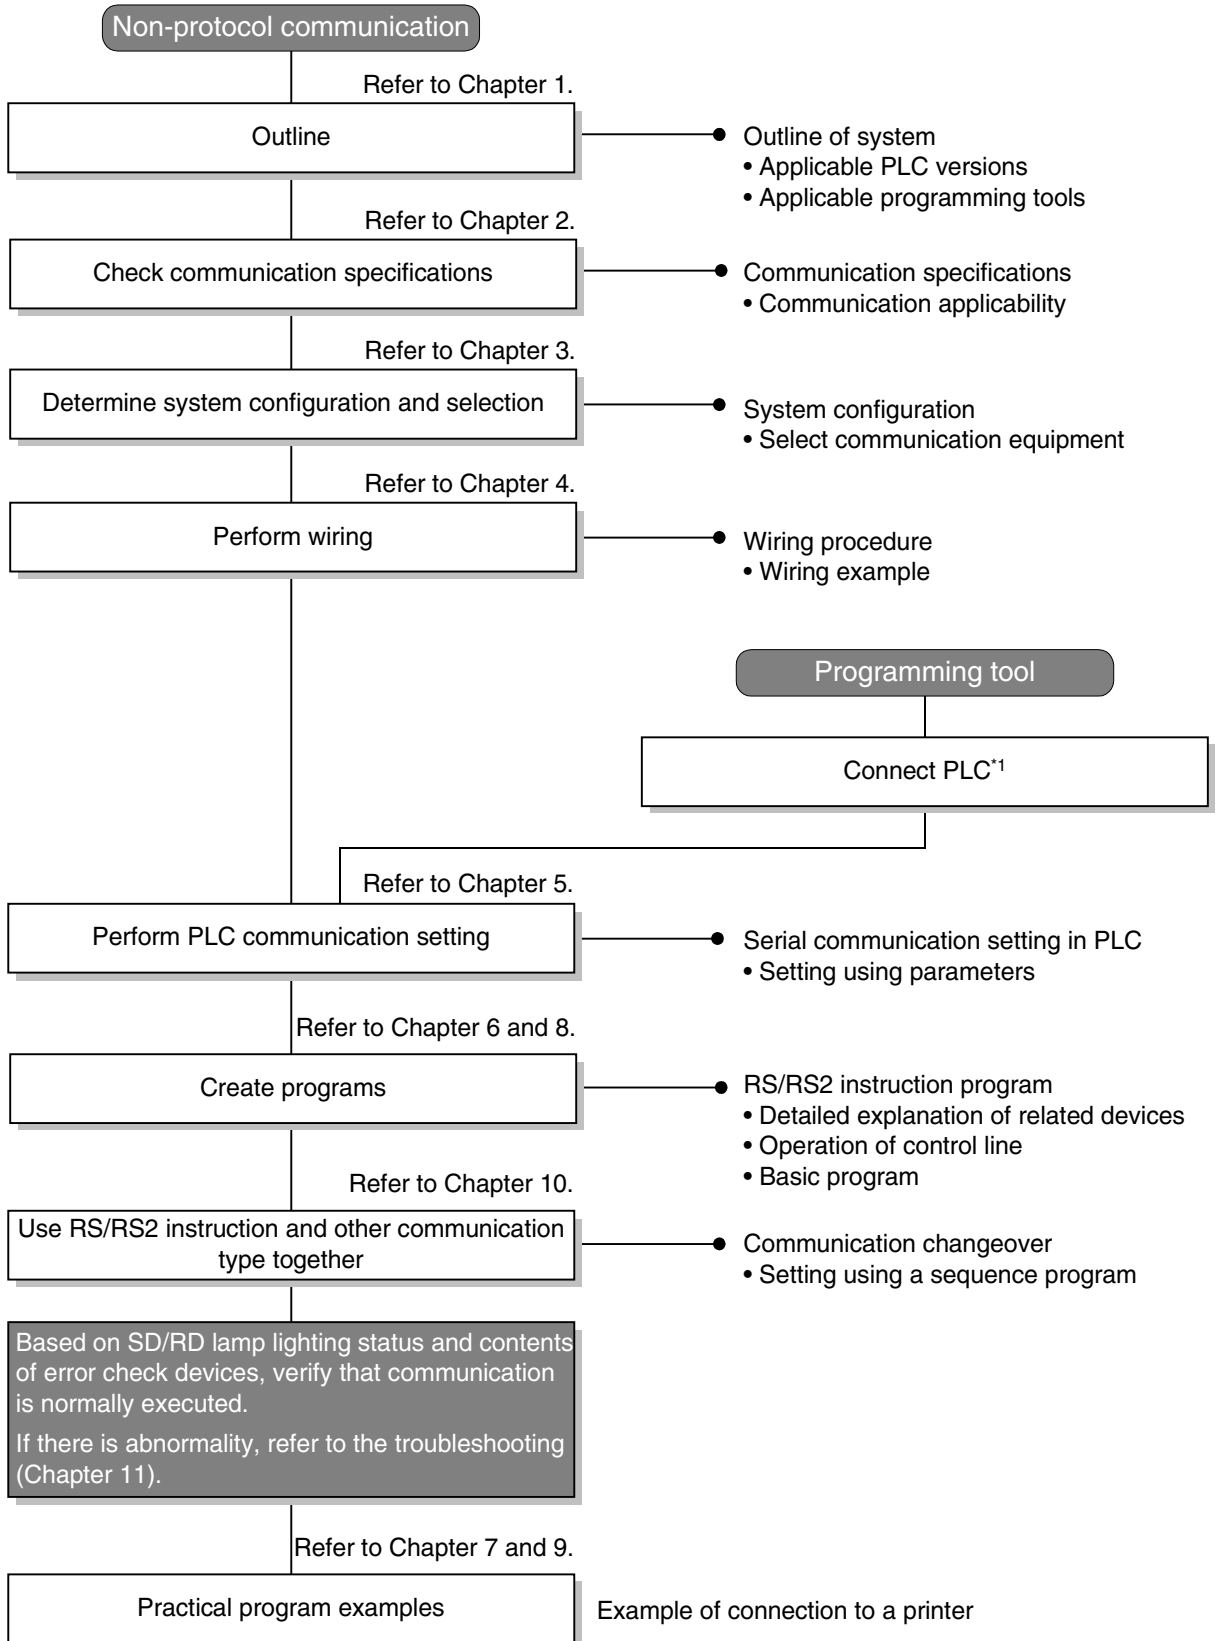 Non-protocol communication
Refer to Chapter 1.
Outline
Outline of system
• Applicable PLC versions
• Applicable programming tools
Refer to Chapter 2.
Check communication specifications
Communication specifications
• Communication applicability
Refer to Chapter 3.
Determine system configuration and selection
System configuration
• Select communication equipment
Refer to Chapter 4.
Perform wiring
Wiring procedure
• Wiring example
Programming tool
Connect PLC*1
Refer to Chapter 5.
Perform PLC communication setting
Serial communication setting in PLC
• Setting using parameters
Refer to Chapter 6 and 8.
Create programs
RS/RS2 instruction program
• Detailed explanation of related devices
• Operation of control line
• Basic program
Refer to Chapter 10.
Use RS/RS2 instruction and other communication
type together
Communication changeover
• Setting using a sequence program
Based on SD/RD lamp lighting status and contents
of error check devices, verify that communication
is normally executed.
If there is abnormality, refer to the troubleshooting
(Chapter 11).
Refer to Chapter 7 and 9.
Practical program examples
Example of connection to a printer